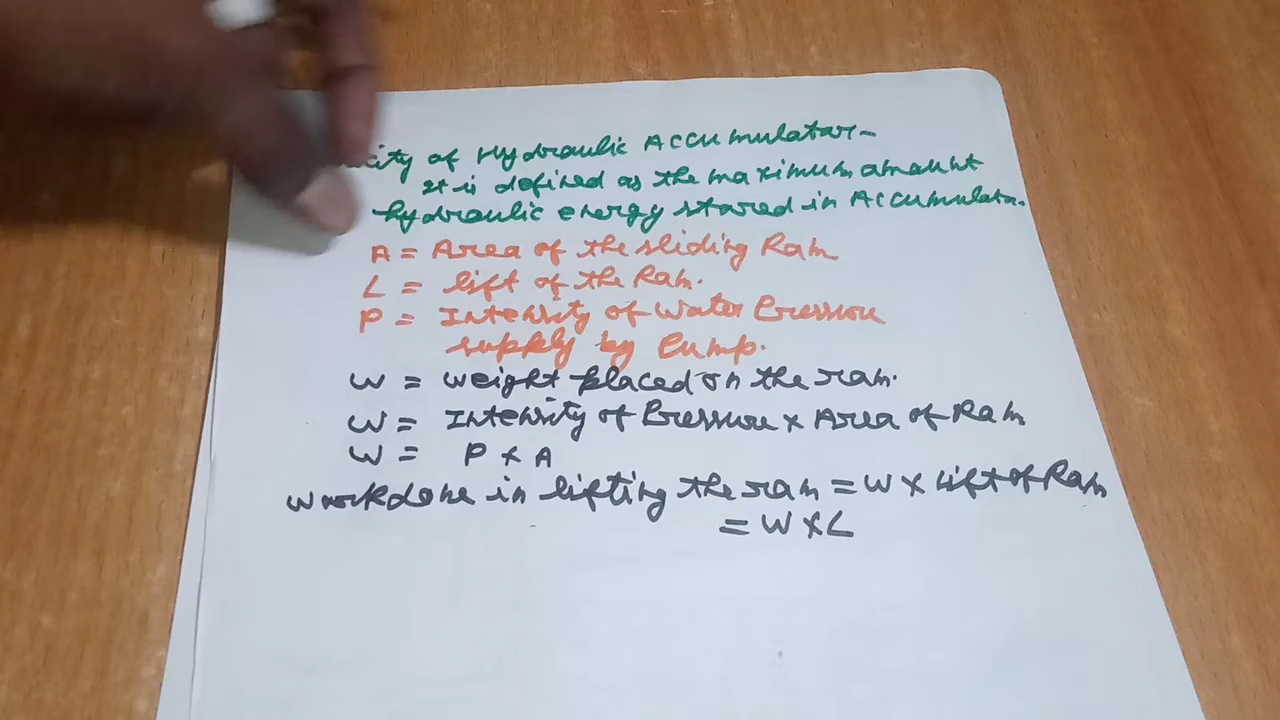 of Hydraulic Accumulator-
It is defined as the maximum amount
hydraulic energy stored in Accumulator.
A = Area of the sliding Ram
L = lift of the Ram.
P = Intensity of Water Pressure
supply by Pump.
W = weight placed on the ram.
W = Intensity of Pressure x Area of Ram
W = P x A
workdone in lifting the ram = W x Lift of Ram
= W x L